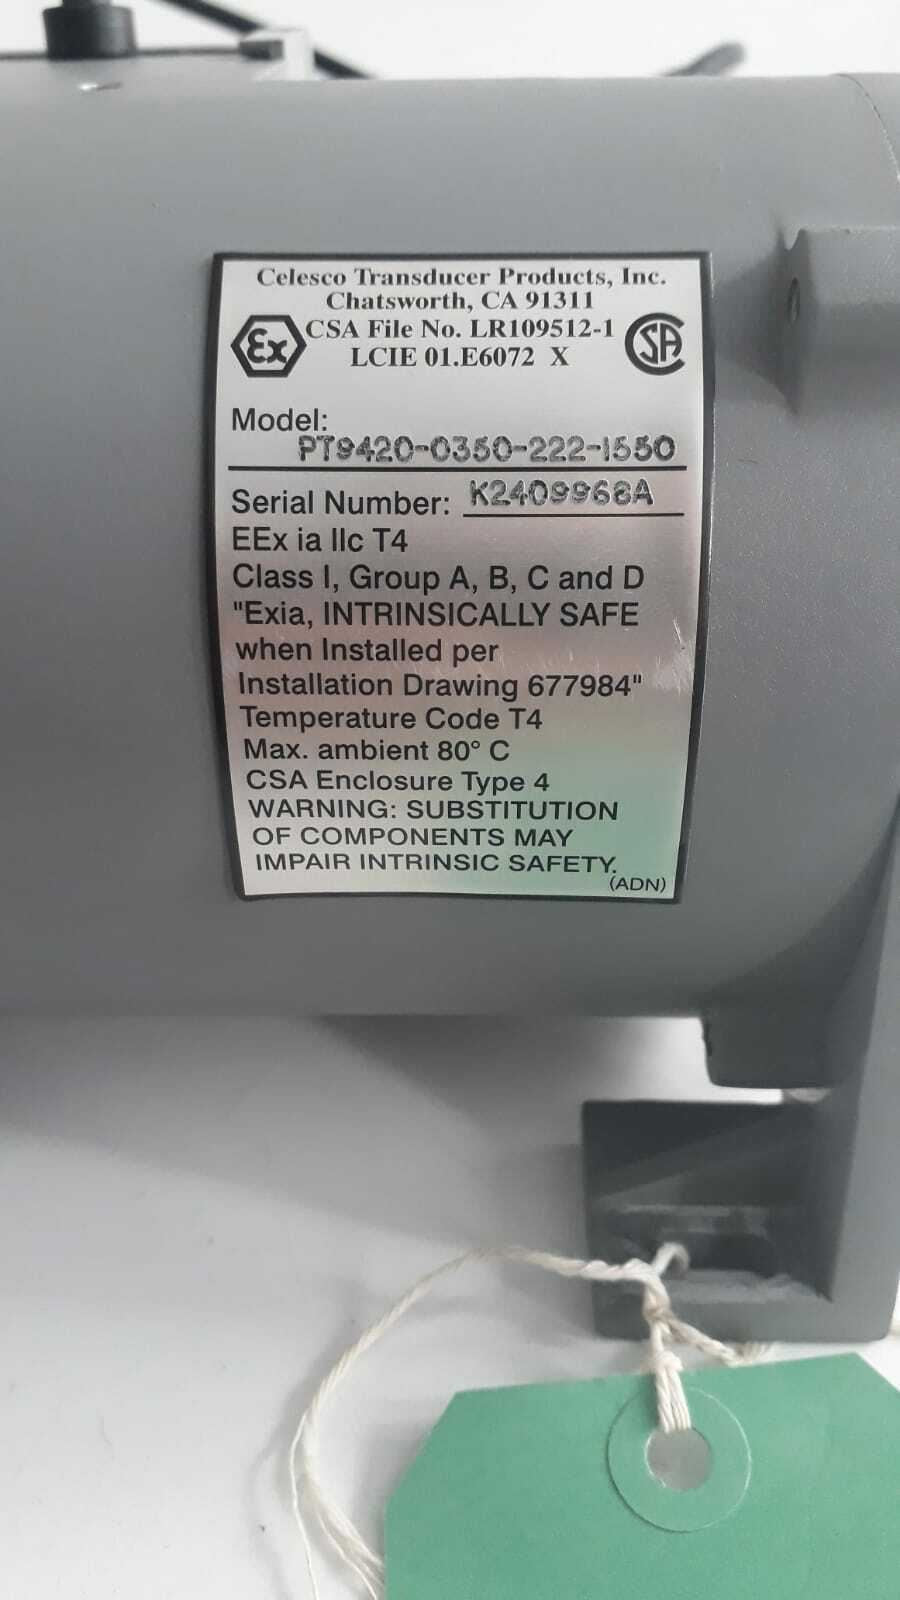 Celesco Transducer Products, Inc.
Chatsworth, CA 91311
Ex
CSA File No. LR109512-1
SA
LCIE 01.E6072 X
Model:
PT9420-0350-222-1550
Serial Number: K2409968A
EEx ia IIc T4
Class I, Group A, B, C and D
"Exia, INTRINSICALLY SAFE
when Installed per
Installation Drawing 677984"
Temperature Code T4
Max. ambient 80° C
CSA Enclosure Type 4
WARNING: SUBSTITUTION
OF COMPONENTS MAY
IMPAIR INTRINSIC SAFETY.
(ADN)